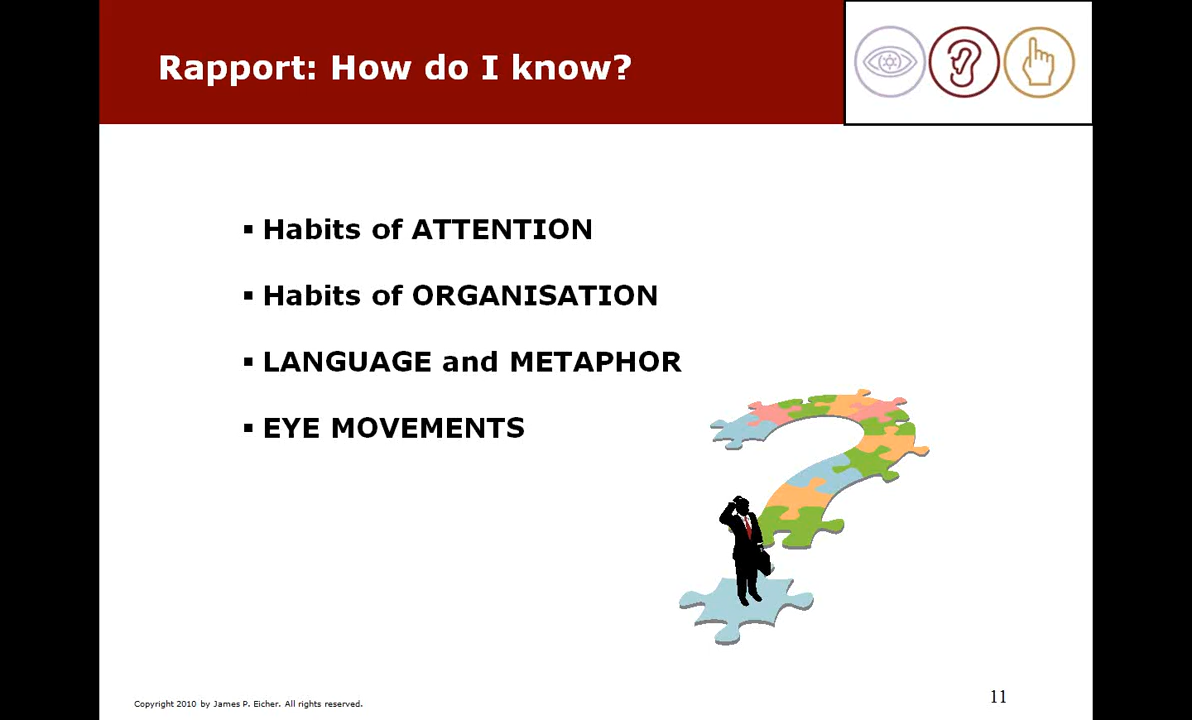 Rapport: How do I know?
▪ Habits of ATTENTION
▪ Habits of ORGANISATION
▪ LANGUAGE and METAPHOR
▪ EYE MOVEMENTS
Copyright 2010 by James P. Eicher. All rights reserved.
11